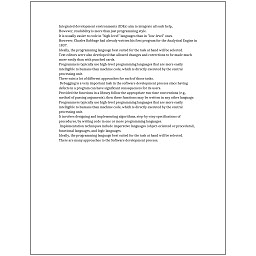 Integrated development environments (IDEs) aim to integrate all such help.
However, readability is more than just programming style.
It is usually easier to code in "high-level" languages than in "low-level" ones.
However, Charles Babbage had already written his first program for the Analytical Engine in
1837.
Ideally, the programming language best suited for the task at hand will be selected.
Text editors were also developed that allowed changes and corrections to be made much
more easily than with punched cards.
Programmers typically use high-level programming languages that are more easily
intelligible to humans than machine code, which is directly executed by the central
processing unit.
There exist a lot of different approaches for each of those tasks.
Debugging is a very important task in the software development process since having
defects in a program can have significant consequences for its users.
Provided the functions in a library follow the appropriate run-time conventions (e.g.,
method of passing arguments), then these functions may be written in any other language.
Programmers typically use high-level programming languages that are more easily
intelligible to humans than machine code, which is directly executed by the central
processing unit.
It involves designing and implementing algorithms, step-by-step specifications of
procedures, by writing code in one or more programming languages.
Implementation techniques include imperative languages (object-oriented or procedural),
functional languages, and logic languages.
Ideally, the programming language best suited for the task at hand will be selected.
There are many approaches to the Software development process.